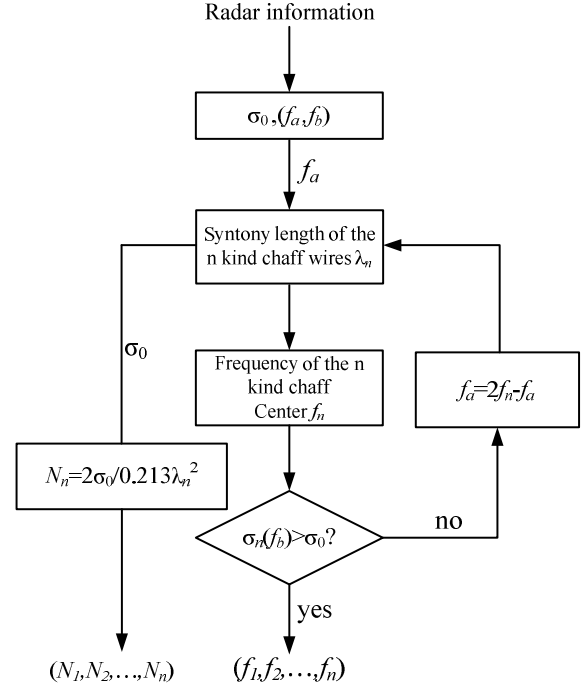 Radar information
σ₀,(fₐ,f_b)
fₐ
Syntony length of the
n kind chaff wires λₙ
σ₀
Frequency of the n
kind chaff
Center fₙ
fₐ=2fₙ-fₐ
Nₙ=2σ₀/0.213λₙ²
σₙ(f_b)>σ₀?
no
yes
(N₁,N₂,…,Nₙ)
(f₁,f₂,…,fₙ)